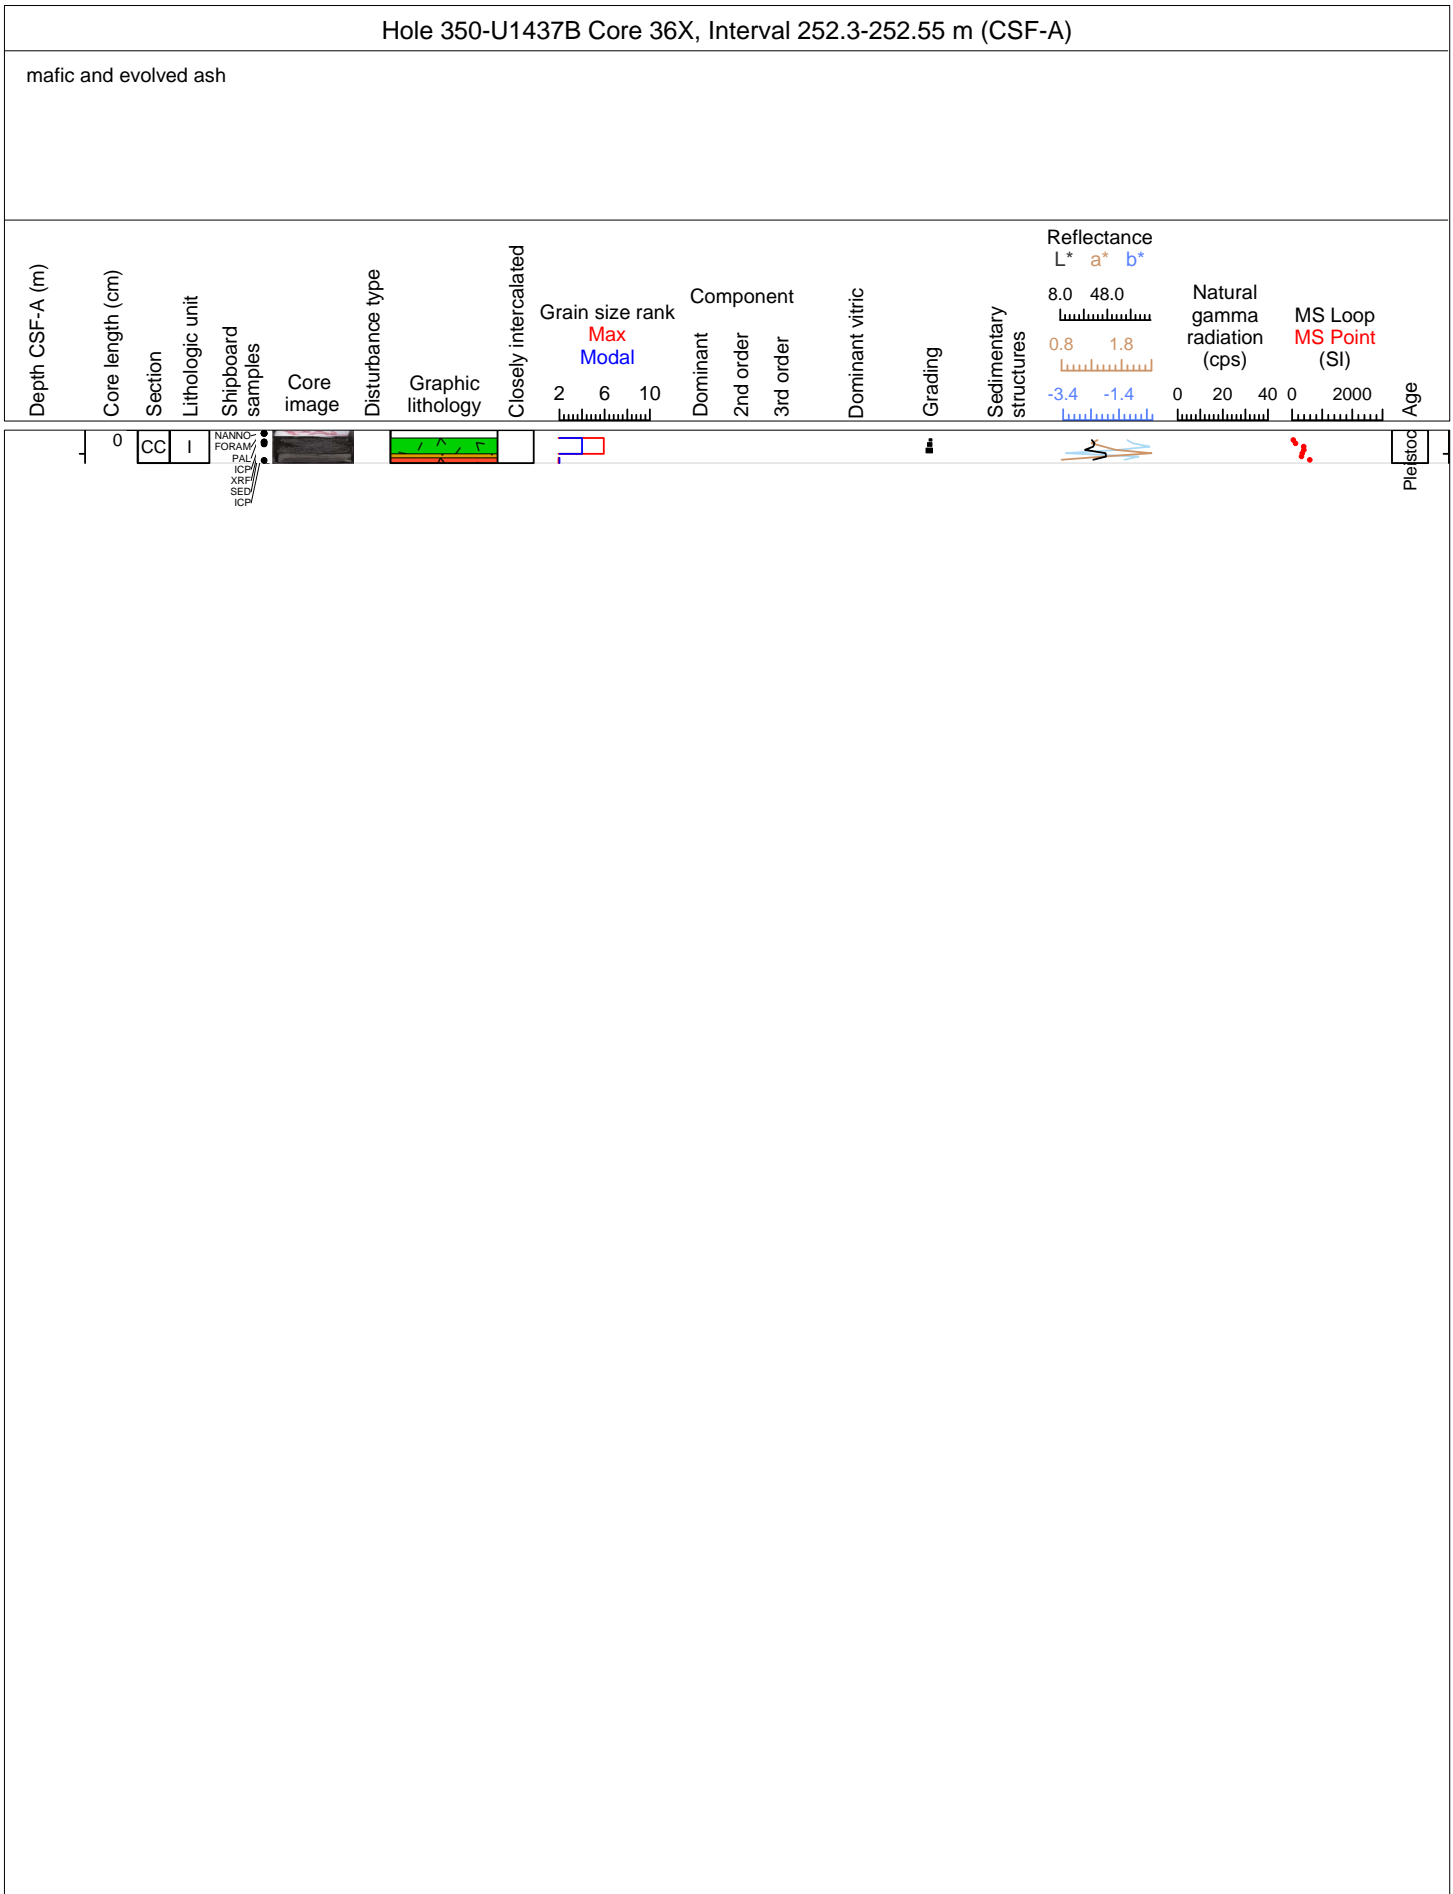 Hole 350-U1437B Core 36X, Interval 252.3-252.55 m (CSF-A)
mafic and evolved ash
Depth CSF-A (m)
Core length (cm)
Section
Lithologic unit
Shipboard
samples
Core
image
Disturbance type
Graphic
lithology
Closely intercalated
Grain size rank
Max
Modal
2 6 10
Component
Dominant
2nd order
3rd order
Dominant vitric
Grading
Sedimentary
structures
Reflectance
L* a* b*
8.0 48.0
0.8 1.8
-3.4 -1.4
Natural
gamma
radiation
(cps)
0 20 40
MS Loop
MS Point
(SI)
0 2000
Age
0
CC
I
NANNO
FORAM
PAL
ICP
XRF
SED
ICP
Pleistoc